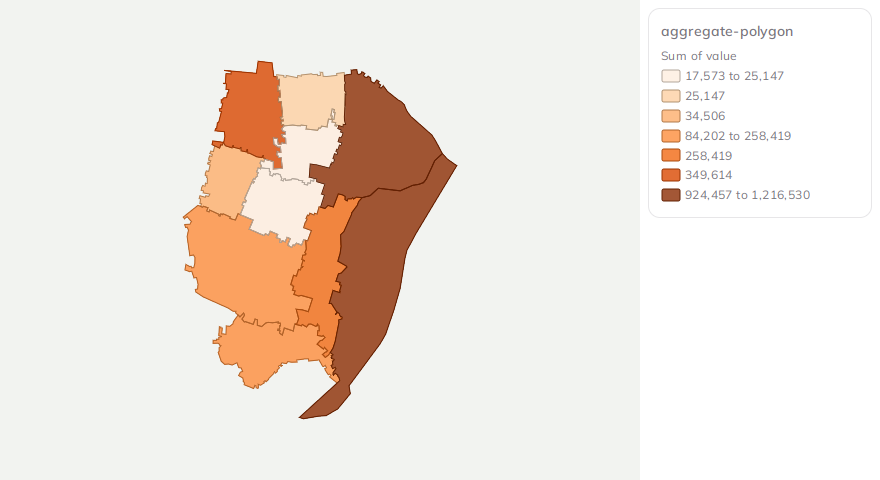 aggregate-polygon
Sum of value
17,573 to 25,147
25,147
34,506
84,202 to 258,419
258,419
349,614
924,457 to 1,216,530